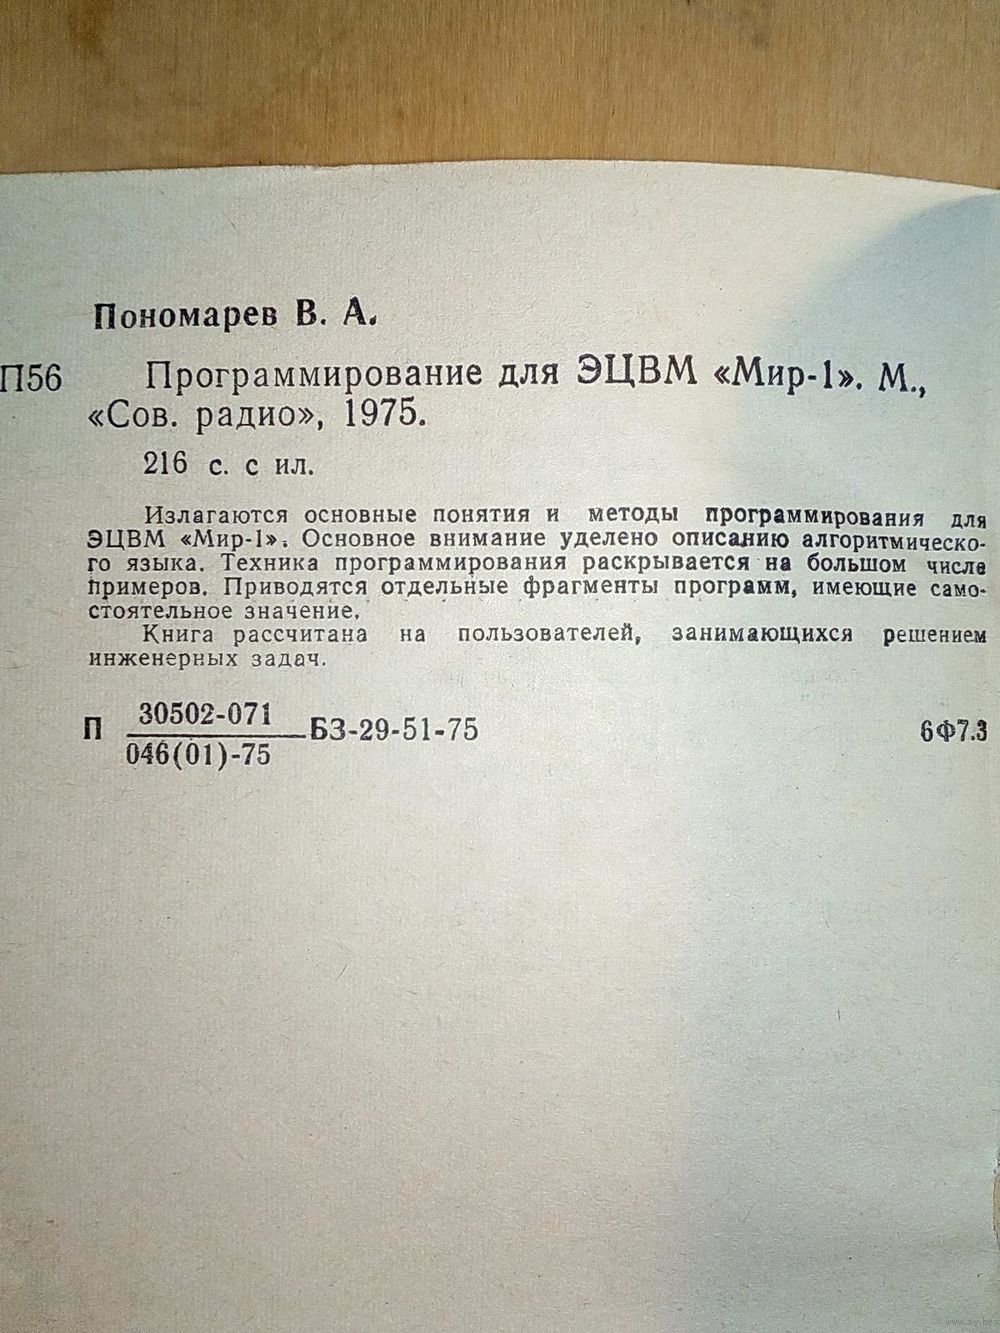 Пономарев В. А.
П56 Программирование для ЭЦВМ «Мир-1». М.,
«Сов. радио», 1975.
216 с. с ил.
Излагаются основные понятия и методы программирования для
ЭЦВМ «Мир-1». Основное внимание уделено описанию алгоритмическо-
го языка. Техника программирования раскрывается на большом числе
примеров. Приводятся отдельные фрагменты программ, имеющие само-
стоятельное значение.
Книга рассчитана на пользователей, занимающихся решением
инженерных задач.
30502-071
П БЗ-29-51-75 6Ф7.3
046(01)-75
www.ay.by